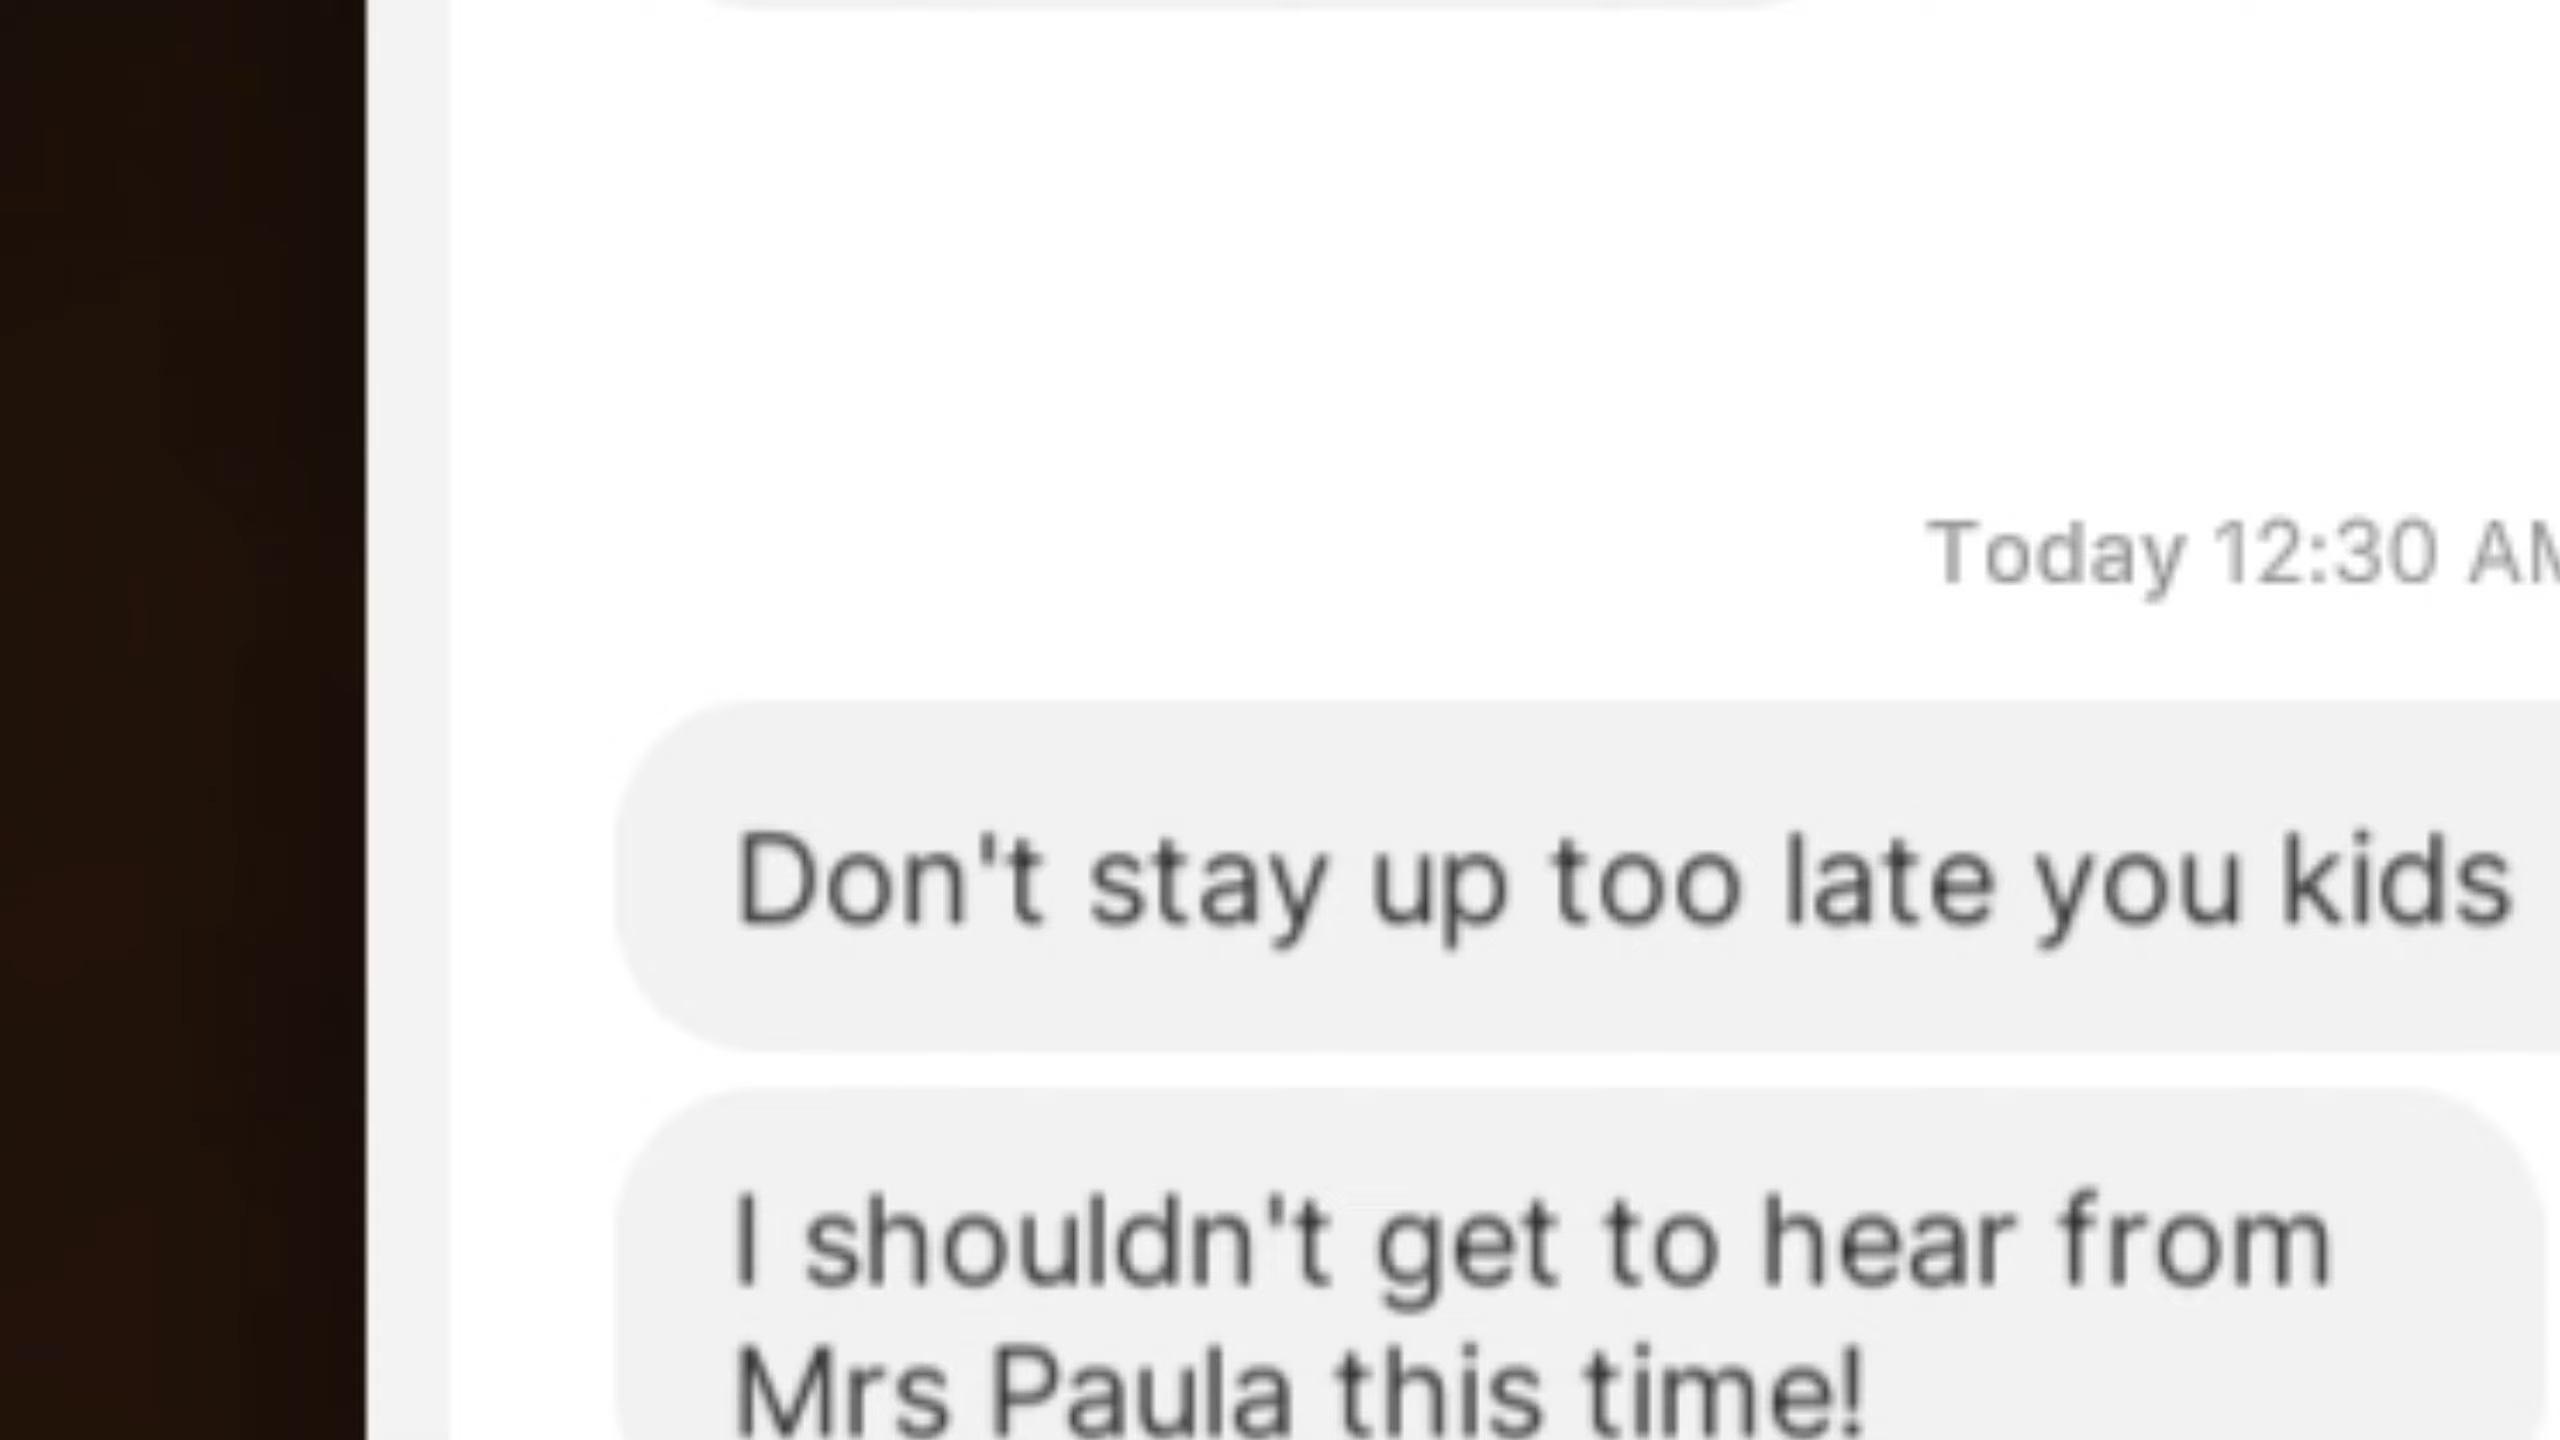 Today 12:30 AM
Don't stay up too late you kids
I shouldn't get to hear from
Mrs Paula this time!